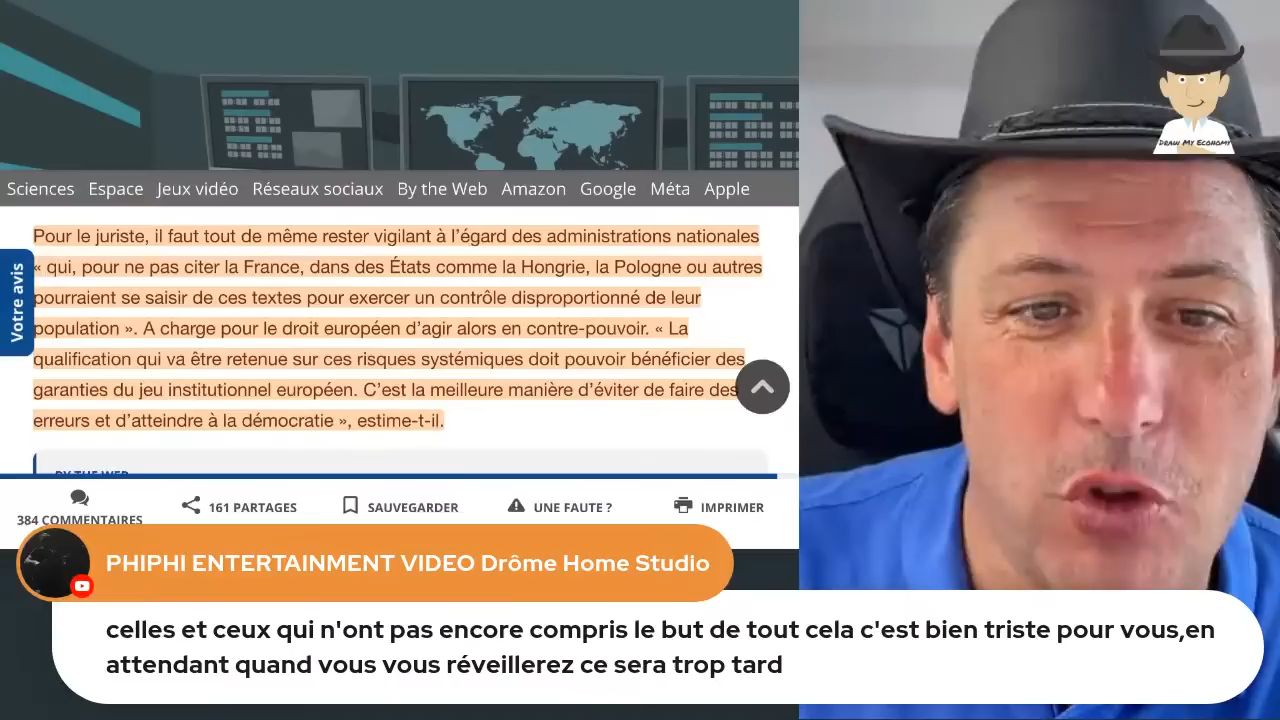 DRAW MY ECONOMY
Sciences Espace Jeux vidéo Réseaux sociaux By the Web Amazon Google Méta Apple
Votre avis
Pour le juriste, il faut tout de même rester vigilant à l’égard des administrations nationales
« qui, pour ne pas citer la France, dans des États comme la Hongrie, la Pologne ou autres
pourraient se saisir de ces textes pour exercer un contrôle disproportionné de leur
population ». A charge pour le droit européen d’agir alors en contre-pouvoir. « La
qualification qui va être retenue sur ces risques systémiques doit pouvoir bénéficier des
garanties du jeu institutionnel européen. C’est la meilleure manière d’éviter de faire des
erreurs et d’atteindre à la démocratie », estime-t-il.
BY THE WEB
384 COMMENTAIRES
161 PARTAGES
SAUVEGARDER
UNE FAUTE ?
IMPRIMER
PHIPHI ENTERTAINMENT VIDEO Drôme Home Studio
celles et ceux qui n'ont pas encore compris le but de tout cela c'est bien triste pour vous,en
attendant quand vous vous réveillerez ce sera trop tard